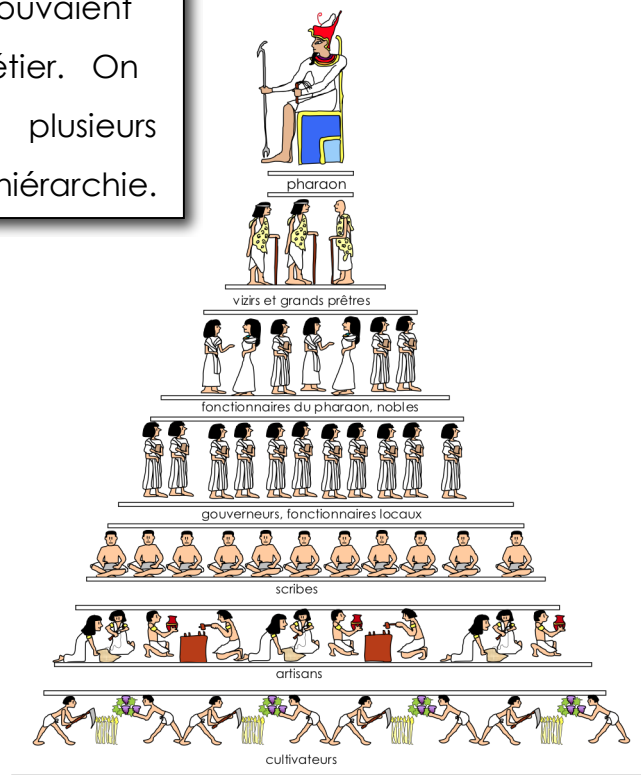 ouvaient
étier. On
plusieurs
hiérarchie.
pharaon
vizirs et grands prêtres
fonctionnaires du pharaon, nobles
gouverneurs, fonctionnaires locaux
scribes
artisans
cultivateurs